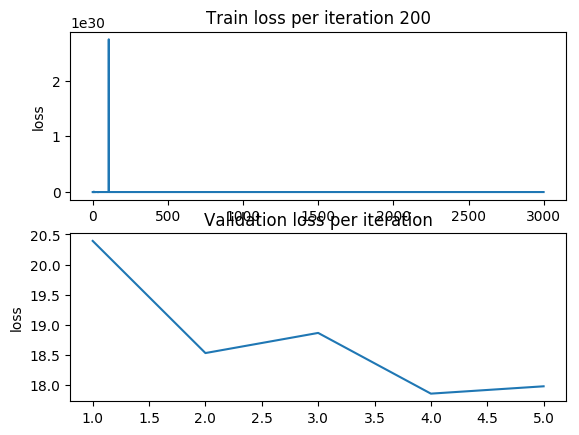 Train loss per iteration 200
1e30
2
1
0
loss
0 500 1000 1500 2000 2500 3000
Validation loss per iteration
20.5
20.0
19.5
19.0
18.5
18.0
loss
1.0 1.5 2.0 2.5 3.0 3.5 4.0 4.5 5.0